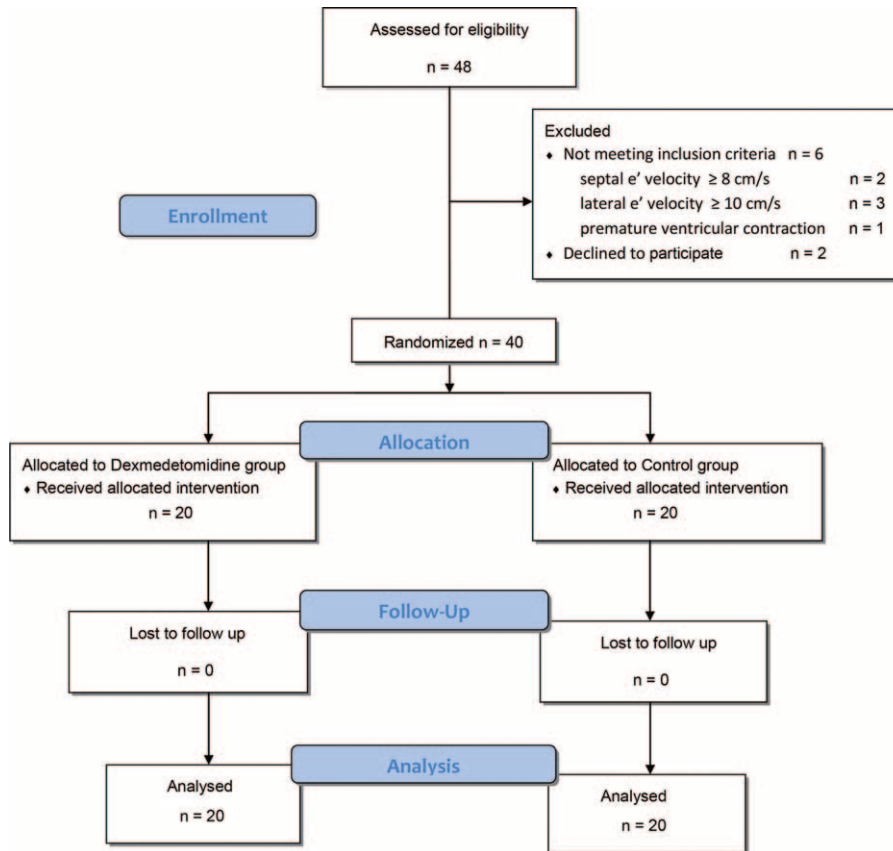 Assessed for eligibility
n = 48
Excluded
♦ Not meeting inclusion criteria n = 6
septal e’ velocity ≥ 8 cm/s n = 2
lateral e’ velocity ≥ 10 cm/s n = 3
premature ventricular contraction n = 1
♦ Declined to participate n = 2
Enrollment
Randomized n = 40
Allocation
Allocated to Dexmedetomidine group
♦ Received allocated intervention
n = 20
Allocated to Control group
♦ Received allocated intervention
n = 20
Follow-Up
Lost to follow up
n = 0
Lost to follow up
n = 0
Analysis
Analysed
n = 20
Analysed
n = 20